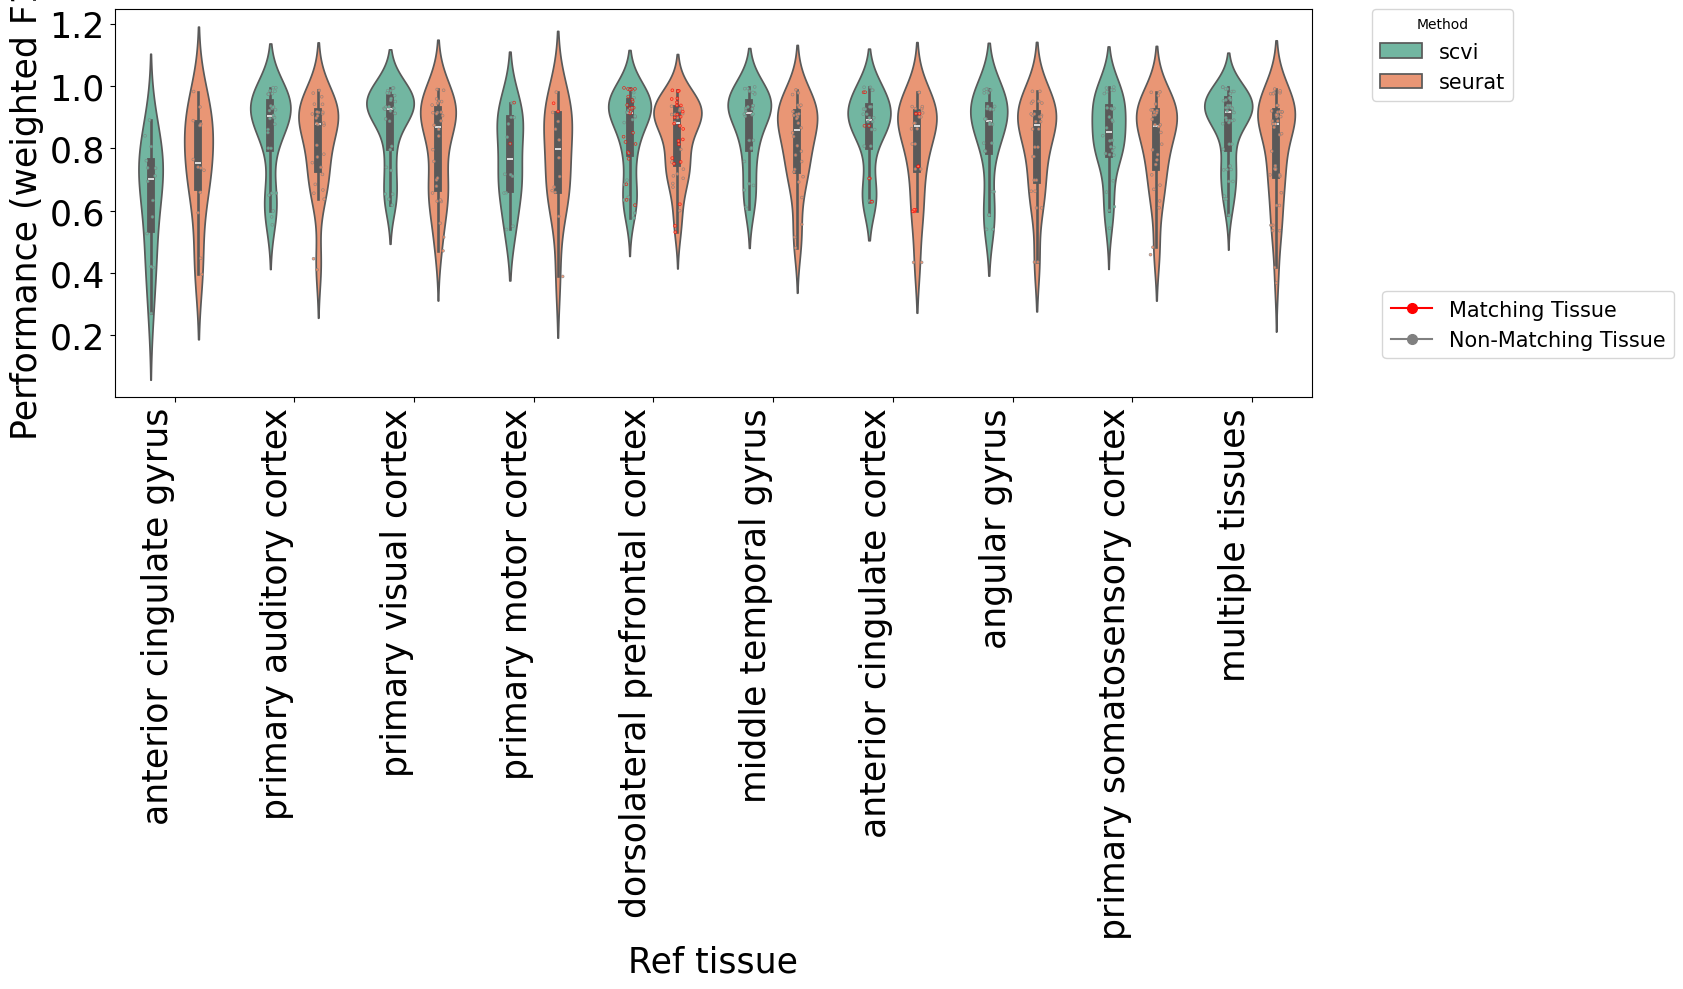 Performance (weighted F1
1.2
1.0
0.8
0.6
0.4
0.2
anterior cingulate gyrus
primary auditory cortex
primary visual cortex
primary motor cortex
dorsolateral prefrontal cortex
middle temporal gyrus
anterior cingulate cortex
angular gyrus
primary somatosensory cortex
multiple tissues
Ref tissue
Method
scvi
seurat
Matching Tissue
Non-Matching Tissue